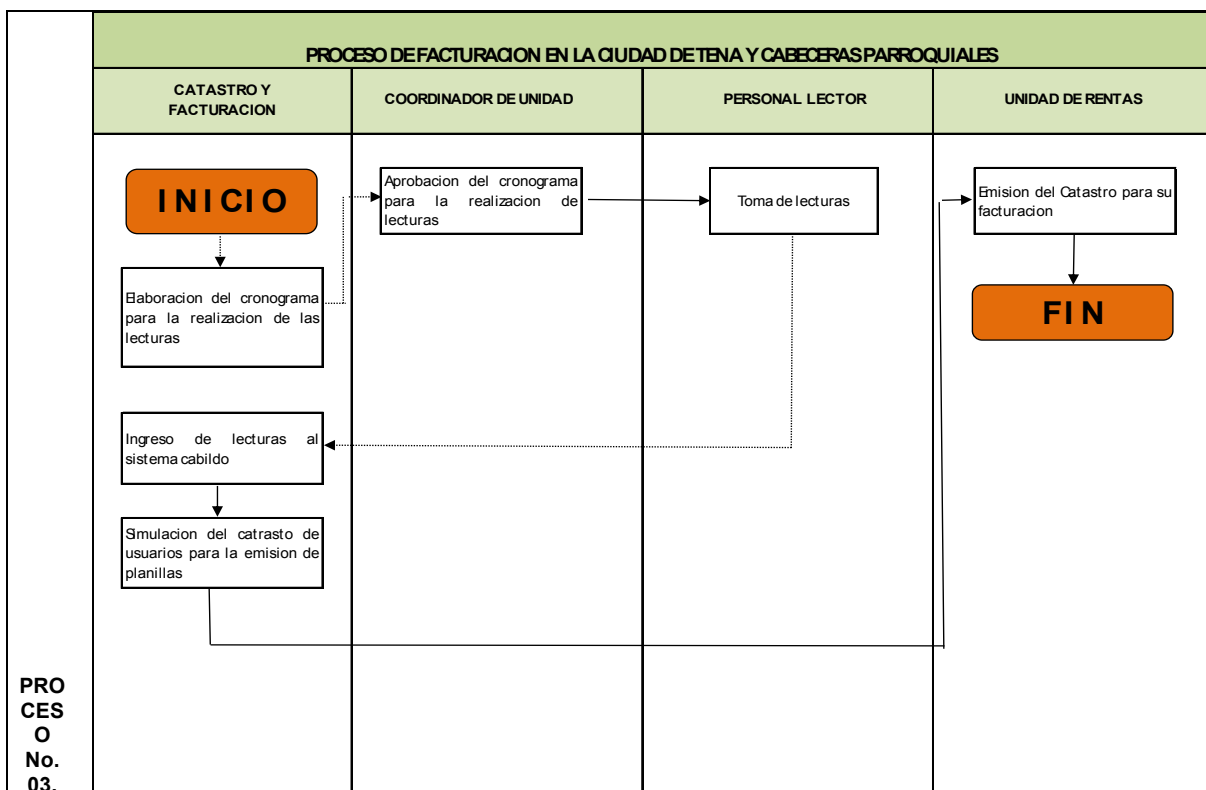 PROCESO DE FACTURACION EN LA CIUDAD DE TENA Y CABECERAS PARROQUIALES
CATASTRO Y
FACTURACION
COORDINADOR DE UNIDAD
PERSONAL LECTOR
UNIDAD DE RENTAS
INICIO
Aprobacion del cronograma
para la realizacion de
lecturas
Toma de lecturas
Emision del Catastro para su
facturacion
Elaboracion del cronograma
para la realizacion de las
lecturas
FIN
Ingreso de lecturas al
sistema cabildo
Simulacion del catrasto de
usuarios para la emision de
planillas
PRO
CES
O
No.
03.